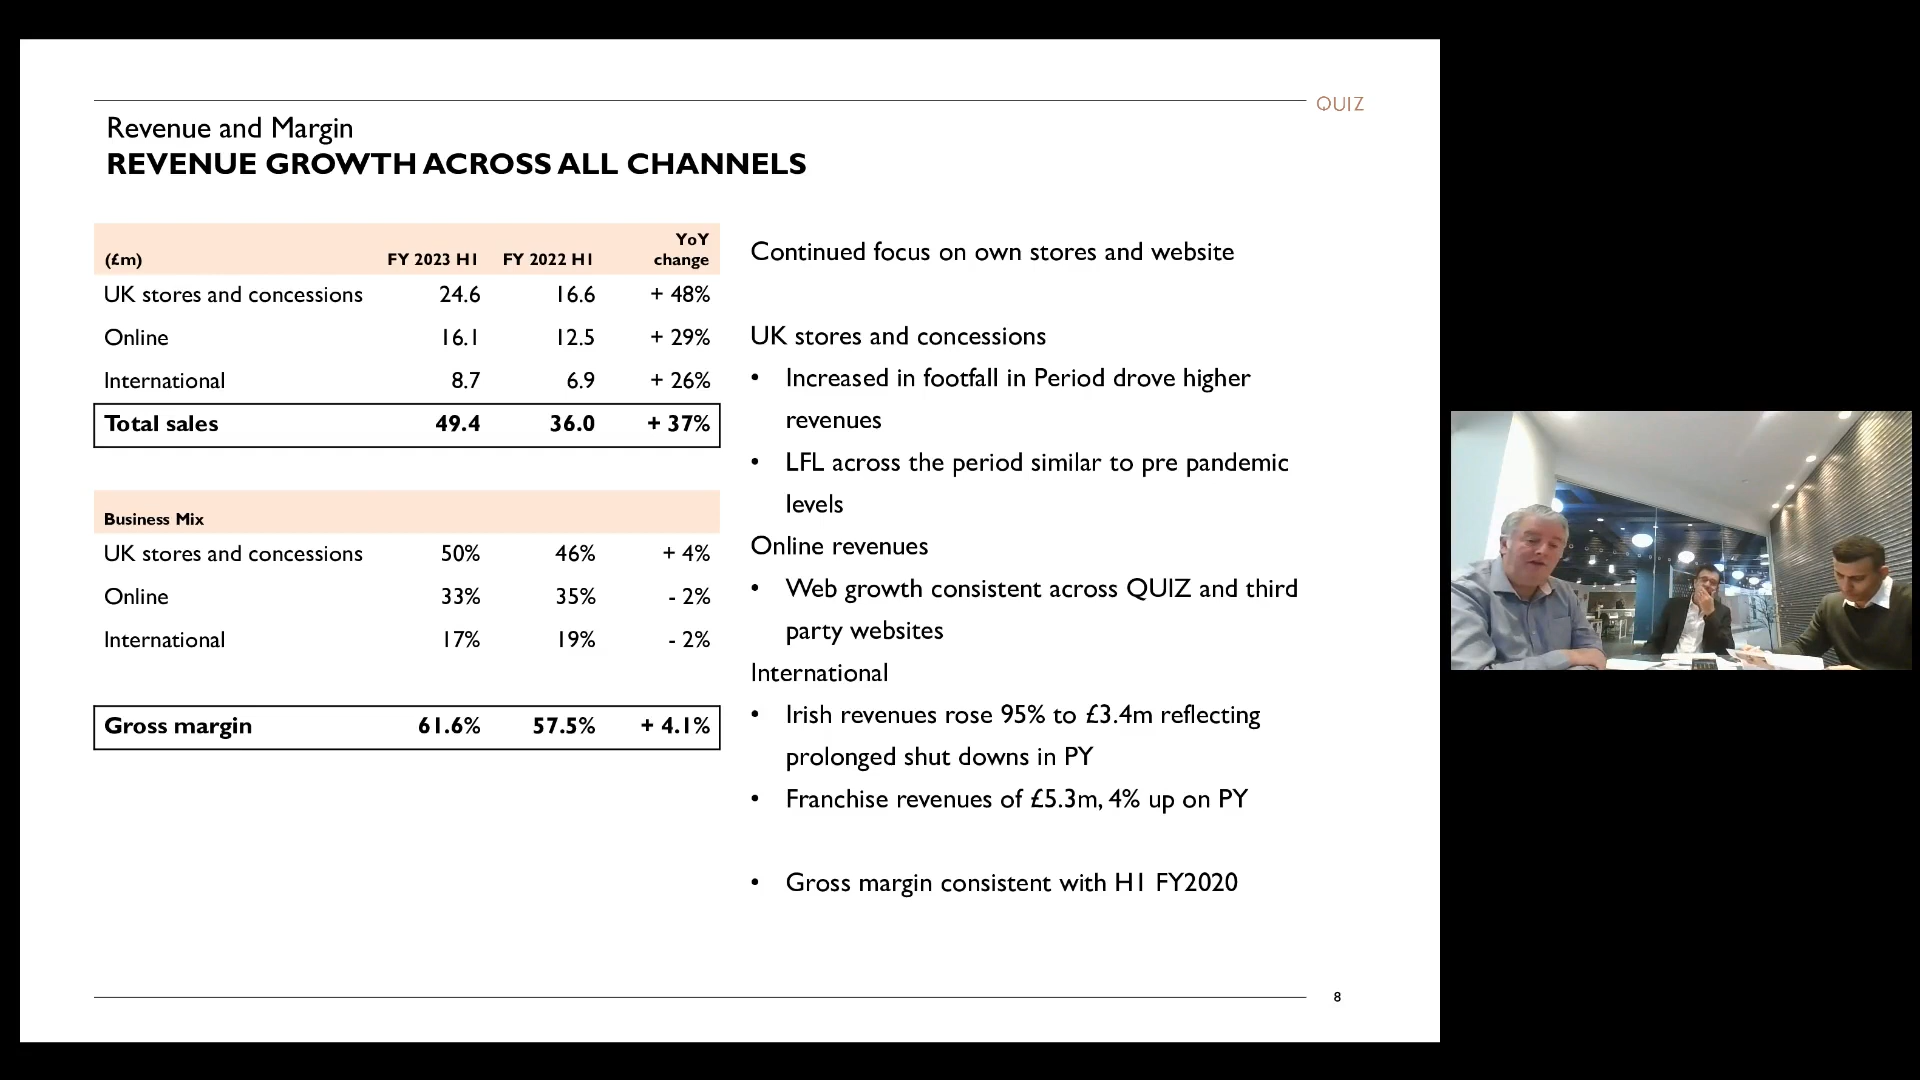 QUIZ
Revenue and Margin
REVENUE GROWTH ACROSS ALL CHANNELS
(£m) FY 2023 H1 FY 2022 H1 YoY change
UK stores and concessions 24.6 16.6 + 48%
Online 16.1 12.5 + 29%
International 8.7 6.9 + 26%
Total sales 49.4 36.0 + 37%
Business Mix
UK stores and concessions 50% 46% + 4%
Online 33% 35% - 2%
International 17% 19% - 2%
Gross margin 61.6% 57.5% + 4.1%
Continued focus on own stores and website
UK stores and concessions
• Increased in footfall in Period drove higher
revenues
• LFL across the period similar to pre pandemic
levels
Online revenues
• Web growth consistent across QUIZ and third
party websites
International
• Irish revenues rose 95% to £3.4m reflecting
prolonged shut downs in PY
• Franchise revenues of £5.3m, 4% up on PY
• Gross margin consistent with H1 FY2020
8